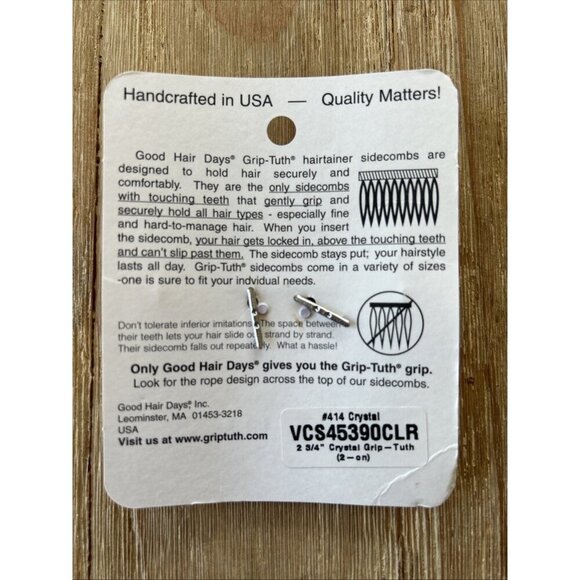 Handcrafted in USA — Quality Matters!
Good Hair Days® Grip-Tuth® hairtainer sidecombs are
designed to hold hair securely and
comfortably. They are the only sidecombs
with touching teeth that gently grip and
securely hold all hair types - especially fine
and hard-to-manage hair. When you insert
the sidecomb, your hair gets locked in, above the touching teeth
and can't slip past them. The sidecomb stays put; your hairstyle
lasts all day. Grip-Tuth® sidecombs come in a variety of sizes
-one is sure to fit your individual needs.
Don't tolerate inferior imitations. The space between
their teeth lets your hair slide out strand by strand.
Their sidecomb falls out repeatedly. What a hassle!
Only Good Hair Days® gives you the Grip-Tuth® grip.
Look for the rope design across the top of our sidecombs.
Good Hair Days®, Inc.
Leominster, MA 01453-3218
USA
Visit us at www.griptuth.com
#414 Crystal
VCS45390CLR
2 3/4" Crystal Grip-Tuth
(2-on)